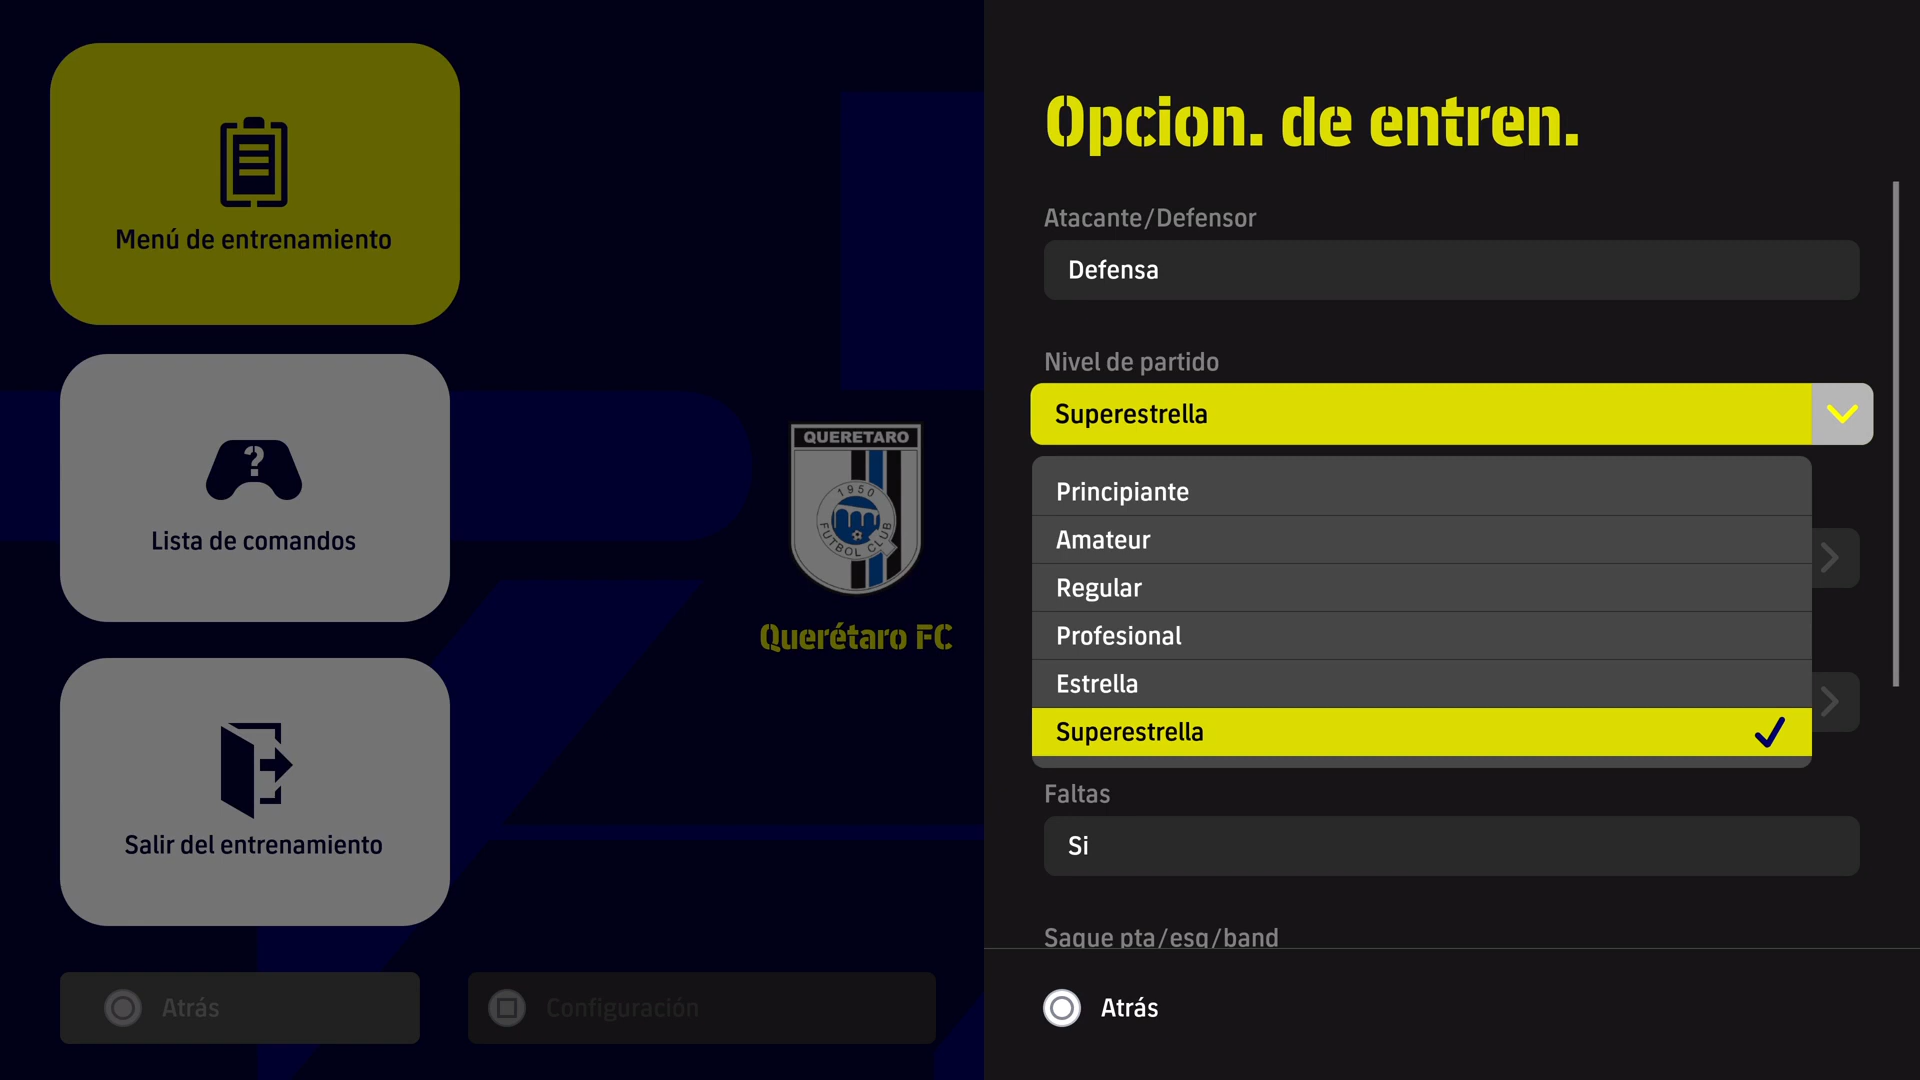 Menú de entrenamiento
Lista de comandos
Salir del entrenamiento
Atrás
Configuración
QUERETARO
1950
FUTBOL CLUB
Querétaro FC
Opcion. de entren.
Atacante/Defensor
Defensa
Nivel de partido
Superestrella
Principiante
Amateur
Regular
Profesional
Estrella
Superestrella
Faltas
Si
Saque pta/esq/band
Atrás